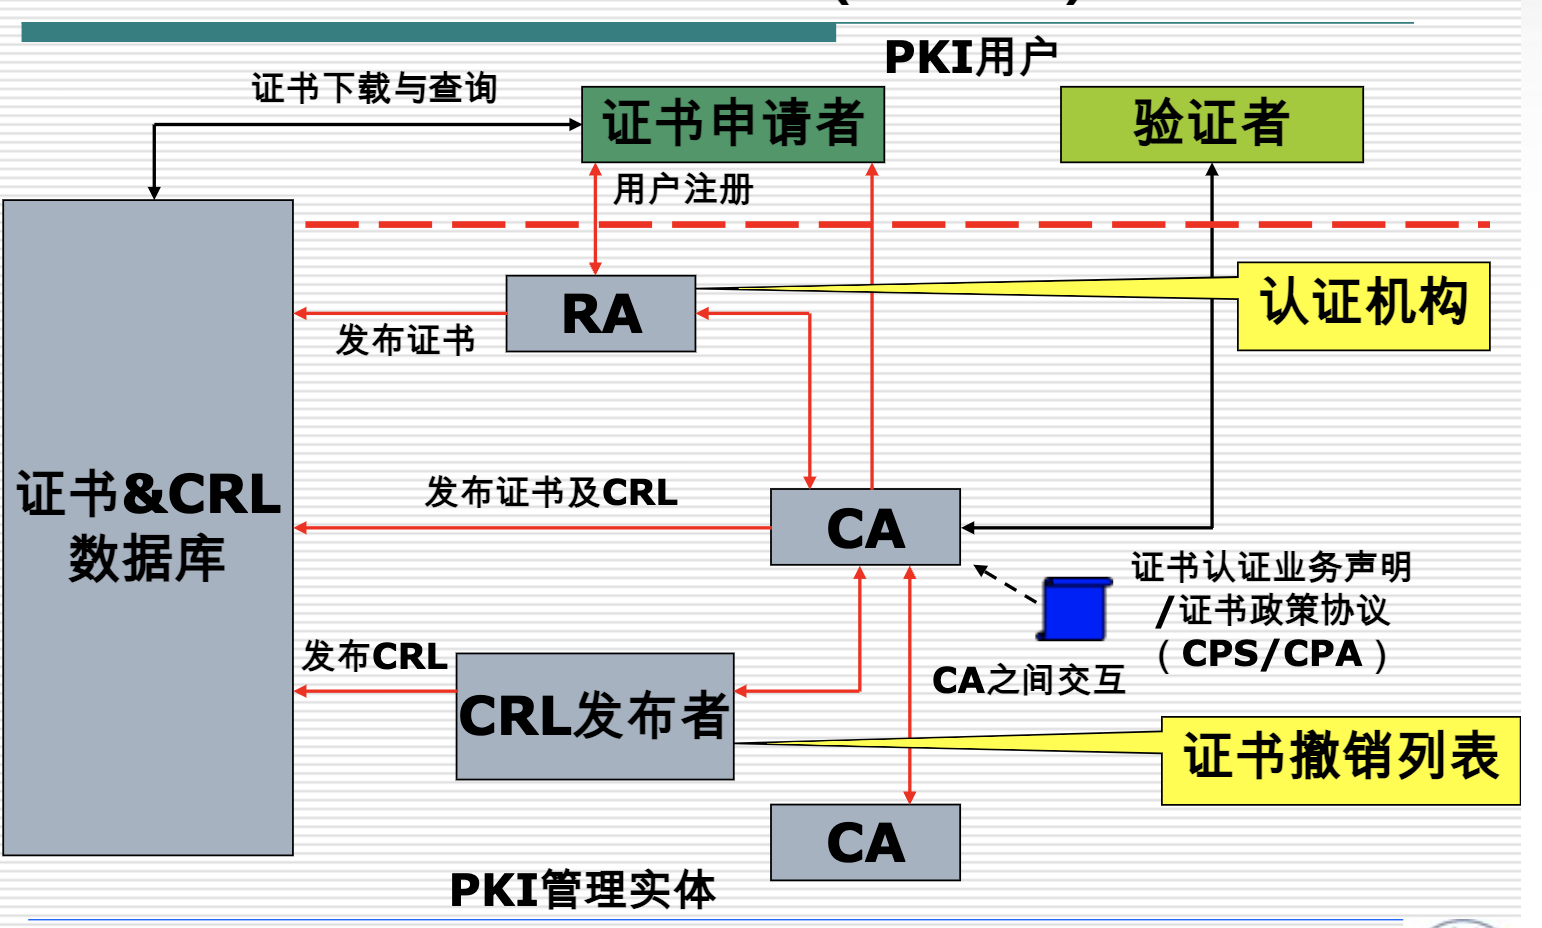 PKI用户
证书下载与查询
证书申请者
验证者
用户注册
RA
认证机构
发布证书
证书&CRL
数据库
发布证书及CRL
CA
证书认证业务声明
/证书政策协议
（CPS/CPA）
发布CRL
CRL发布者
CA之间交互
证书撤销列表
CA
PKI管理实体